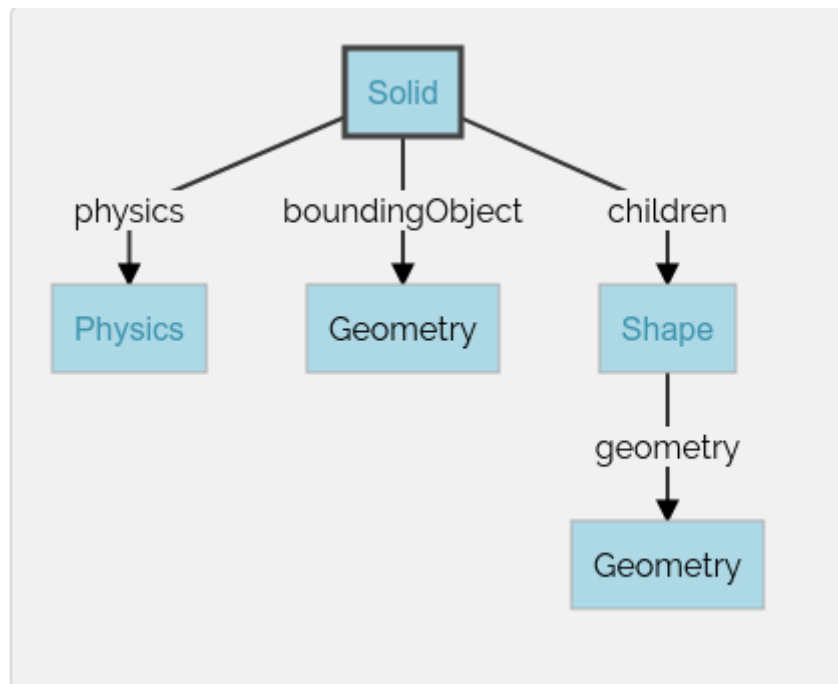 Solid
physics
boundingObject
children
Physics
Geometry
Shape
geometry
Geometry